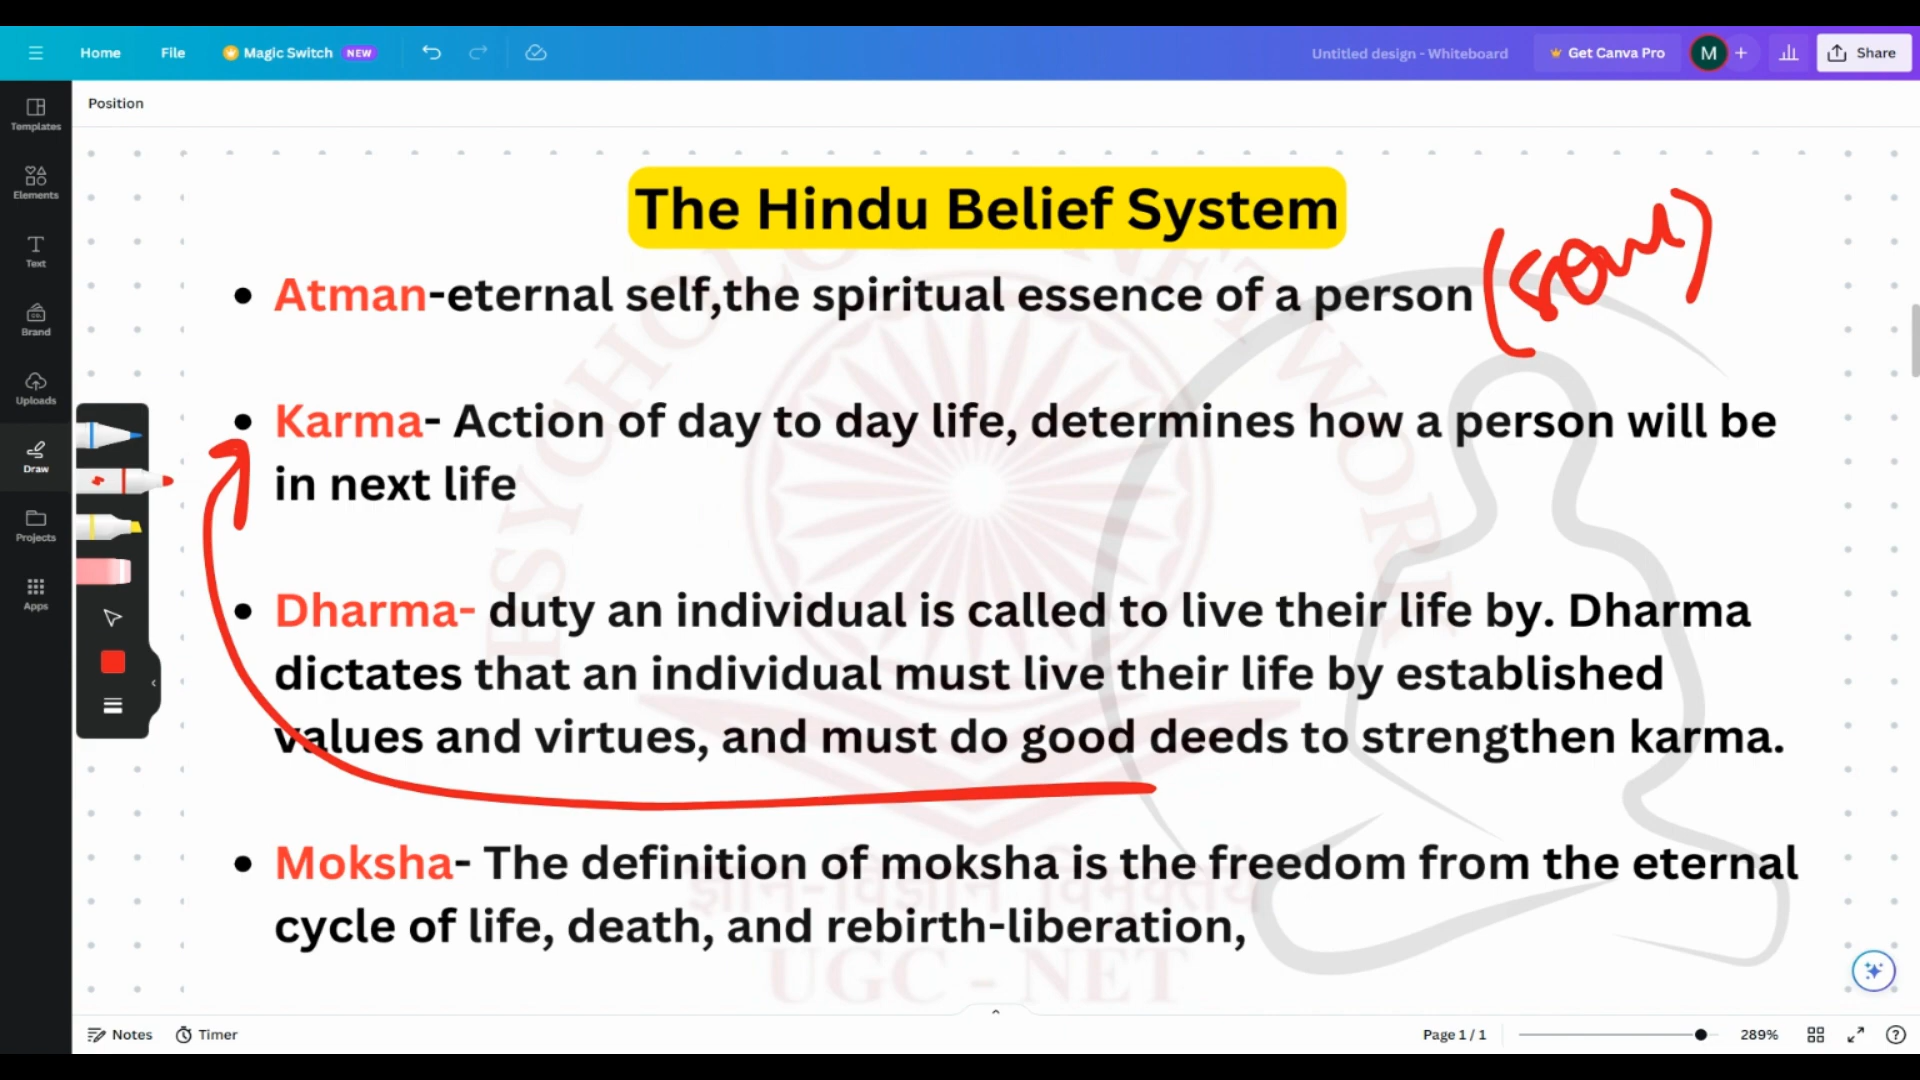 Home File Magic Switch NEW Untitled design - Whiteboard Get Canva Pro M + Share
Templates
Elements
Text
Brand
Uploads
Draw
Projects
Apps
Position
The Hindu Belief System
• Atman-eternal self,the spiritual essence of a person (soul)
• Karma- Action of day to day life, determines how a person will be
in next life
• Dharma- duty an individual is called to live their life by. Dharma
dictates that an individual must live their life by established
values and virtues, and must do good deeds to strengthen karma.
• Moksha- The definition of moksha is the freedom from the eternal
cycle of life, death, and rebirth-liberation,
PSYCHOLOGY NETWORK
ज्ञान-विज्ञानं विमुक्तये
UGC - NET
Notes Timer Page 1 / 1 289%